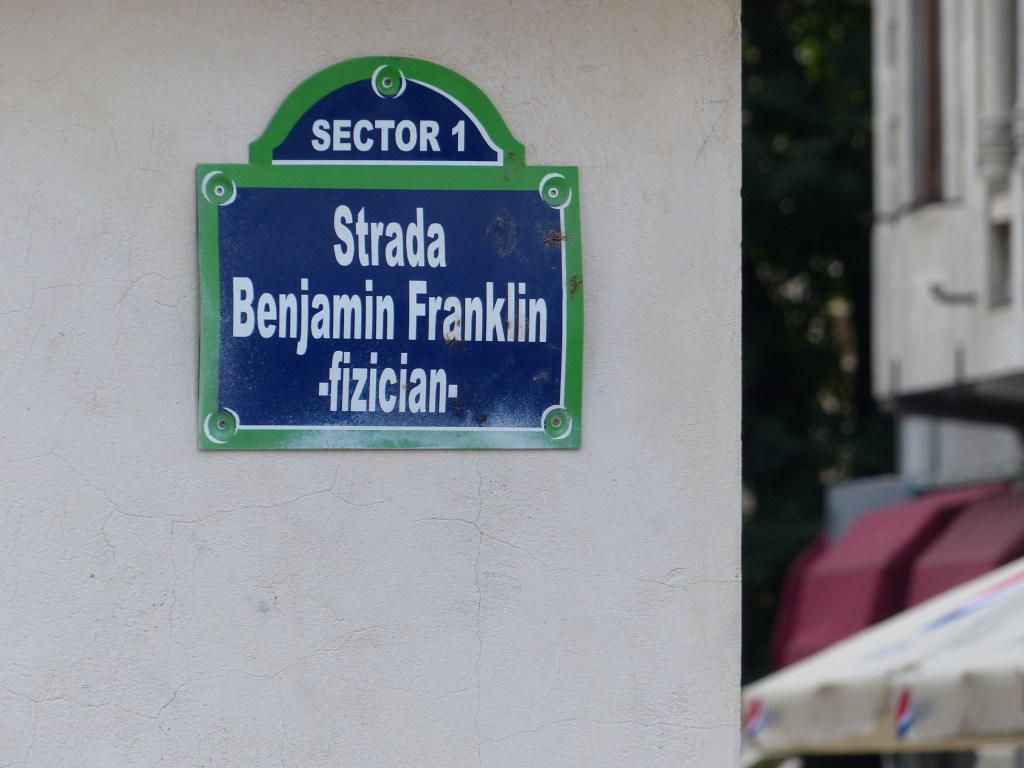 SECTOR 1
Strada
Benjamin Franklin
-fizician-